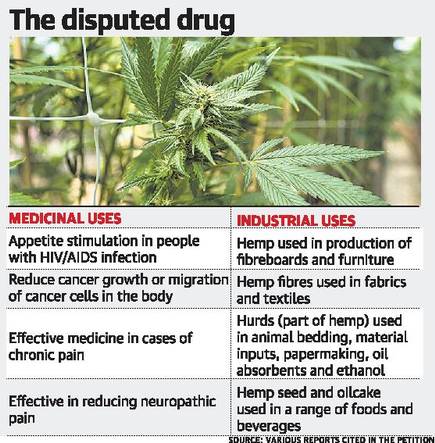 The disputed drug
MEDICINAL USES
Appetite stimulation in people
with HIV/AIDS infection
Reduce cancer growth or migration
of cancer cells in the body
Effective medicine in cases of
chronic pain
Effective in reducing neuropathic
pain
INDUSTRIAL USES
Hemp used in production of
fibreboards and furniture
Hemp fibres used in fabrics
and textiles
Hurds (part of hemp) used
in animal bedding, material
inputs, papermaking, oil
absorbents and ethanol
Hemp seed and oilcake
used in a range of foods and
beverages
SOURCE: VARIOUS REPORTS CITED IN THE PETITION